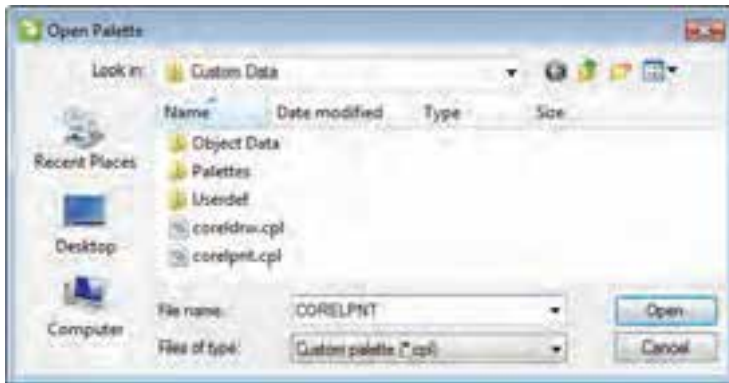 Open Palette
Look in: Custom Data
Name Date modified Type Size
Recent Places
Desktop
Computer
Object Data
Palettes
Userdef
coreldrw.cpl
corelpnt.cpl
File name: CORELPNT Open
Files of type: Custom palette (*.cpl) Cancel